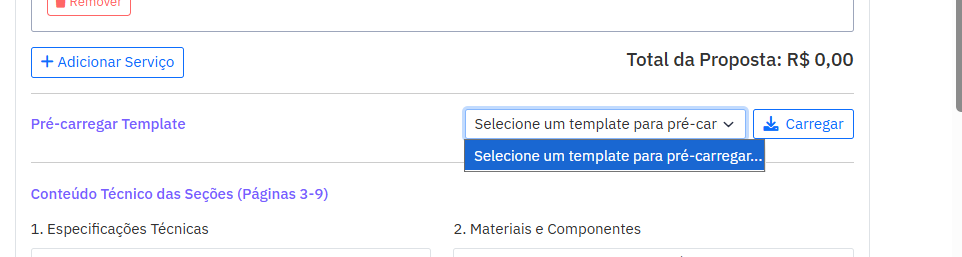 Remover
+ Adicionar Serviço
Total da Proposta: R$ 0,00
Pré-carregar Template
Selecione um template para pré-car
Carregar
Selecione um template para pré-carregar...
Conteúdo Técnico das Seções (Páginas 3-9)
1. Especificações Técnicas
2. Materiais e Componentes